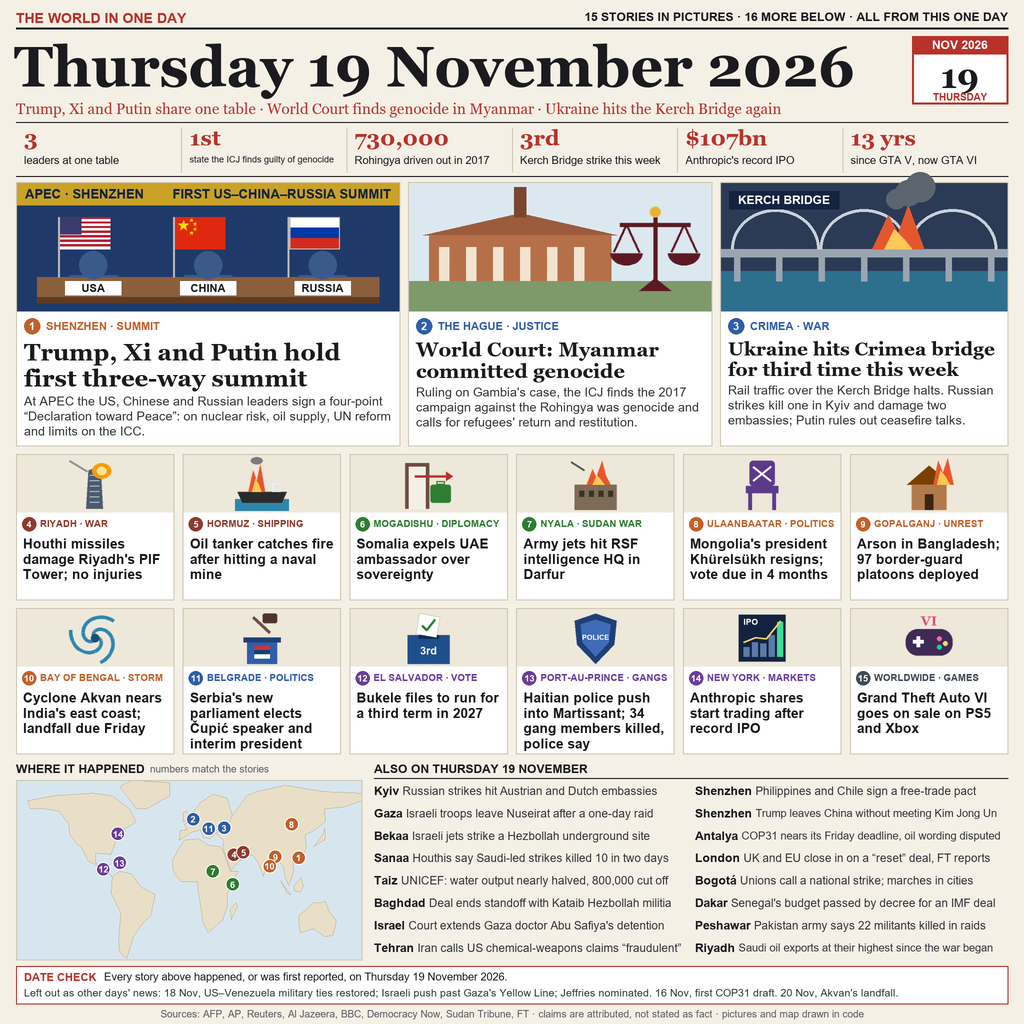 THE WORLD IN ONE DAY
15 STORIES IN PICTURES · 16 MORE BELOW · ALL FROM THIS ONE DAY
Thursday 19 November 2026
NOV 2026
19
THURSDAY
Trump, Xi and Putin share one table · World Court finds genocide in Myanmar · Ukraine hits the Kerch Bridge again
3
leaders at one table
1st
state the ICJ finds guilty of genocide
730,000
Rohingya driven out in 2017
3rd
Kerch Bridge strike this week
$107bn
Anthropic's record IPO
13 yrs
since GTA V, now GTA VI
APEC · SHENZHEN
FIRST US–CHINA–RUSSIA SUMMIT
USA
CHINA
RUSSIA
1 SHENZHEN · SUMMIT
Trump, Xi and Putin hold
first three-way summit
At APEC the US, Chinese and Russian leaders sign a four-point
“Declaration toward Peace”: on nuclear risk, oil supply, UN reform
and limits on the ICC.
2 THE HAGUE · JUSTICE
World Court: Myanmar
committed genocide
Ruling on Gambia's case, the ICJ finds the 2017
campaign against the Rohingya was genocide and
calls for refugees' return and restitution.
KERCH BRIDGE
3 CRIMEA · WAR
Ukraine hits Crimea bridge
for third time this week
Rail traffic over the Kerch Bridge halts. Russian
strikes kill one in Kyiv and damage two
embassies; Putin rules out ceasefire talks.
4 RIYADH · WAR
Houthi missiles
damage Riyadh's PIF
Tower; no injuries
5 HORMUZ · SHIPPING
Oil tanker catches fire
after hitting a naval
mine
6 MOGADISHU · DIPLOMACY
Somalia expels UAE
ambassador over
sovereignty
7 NYALA · SUDAN WAR
Army jets hit RSF
intelligence HQ in
Darfur
8 ULAANBAATAR · POLITICS
Mongolia's president
Khürelsükh resigns;
vote due in 4 months
9 GOPALGANJ · UNREST
Arson in Bangladesh;
97 border-guard
platoons deployed
10 BAY OF BENGAL · STORM
Cyclone Akvan nears
India's east coast;
landfall due Friday
11 BELGRADE · POLITICS
Serbia's new
parliament elects
Čupić speaker and
interim president
3rd
12 EL SALVADOR · VOTE
Bukele files to run for
a third term in 2027
POLICE
13 PORT-AU-PRINCE · GANGS
Haitian police push
into Martissant; 34
gang members killed,
police say
IPO
14 NEW YORK · MARKETS
Anthropic shares
start trading after
record IPO
VI
15 WORLDWIDE · GAMES
Grand Theft Auto VI
goes on sale on PS5
and Xbox
WHERE IT HAPPENED numbers match the stories
2
11
3
8
14
4
5
9
1
12
13
10
7
6
ALSO ON THURSDAY 19 NOVEMBER
Kyiv Russian strikes hit Austrian and Dutch embassies
Gaza Israeli troops leave Nuseirat after a one-day raid
Bekaa Israeli jets strike a Hezbollah underground site
Sanaa Houthis say Saudi-led strikes killed 10 in two days
Taiz UNICEF: water output nearly halved, 800,000 cut off
Baghdad Deal ends standoff with Kataib Hezbollah militia
Israel Court extends Gaza doctor Abu Safiya's detention
Tehran Iran calls US chemical-weapons claims “fraudulent”
Shenzhen Philippines and Chile sign a free-trade pact
Shenzhen Trump leaves China without meeting Kim Jong Un
Antalya COP31 nears its Friday deadline, oil wording disputed
London UK and EU close in on a “reset” deal, FT reports
Bogotá Unions call a national strike; marches in cities
Dakar Senegal's budget passed by decree for an IMF deal
Peshawar Pakistan army says 22 militants killed in raids
Riyadh Saudi oil exports at their highest since the war began
DATE CHECK Every story above happened, or was first reported, on Thursday 19 November 2026.
Left out as other days' news: 18 Nov, US–Venezuela military ties restored; Israeli push past Gaza's Yellow Line; Jeffries nominated. 16 Nov, first COP31 draft. 20 Nov, Akvan's landfall.
Sources: AFP, AP, Reuters, Al Jazeera, BBC, Democracy Now, Sudan Tribune, FT · claims are attributed, not stated as fact · pictures and map drawn in code